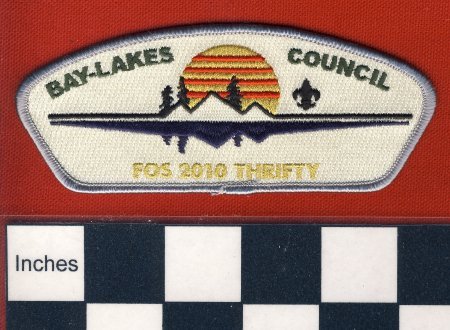 BAY-LAKES COUNCIL
FOS 2010 THRIFTY
Inches